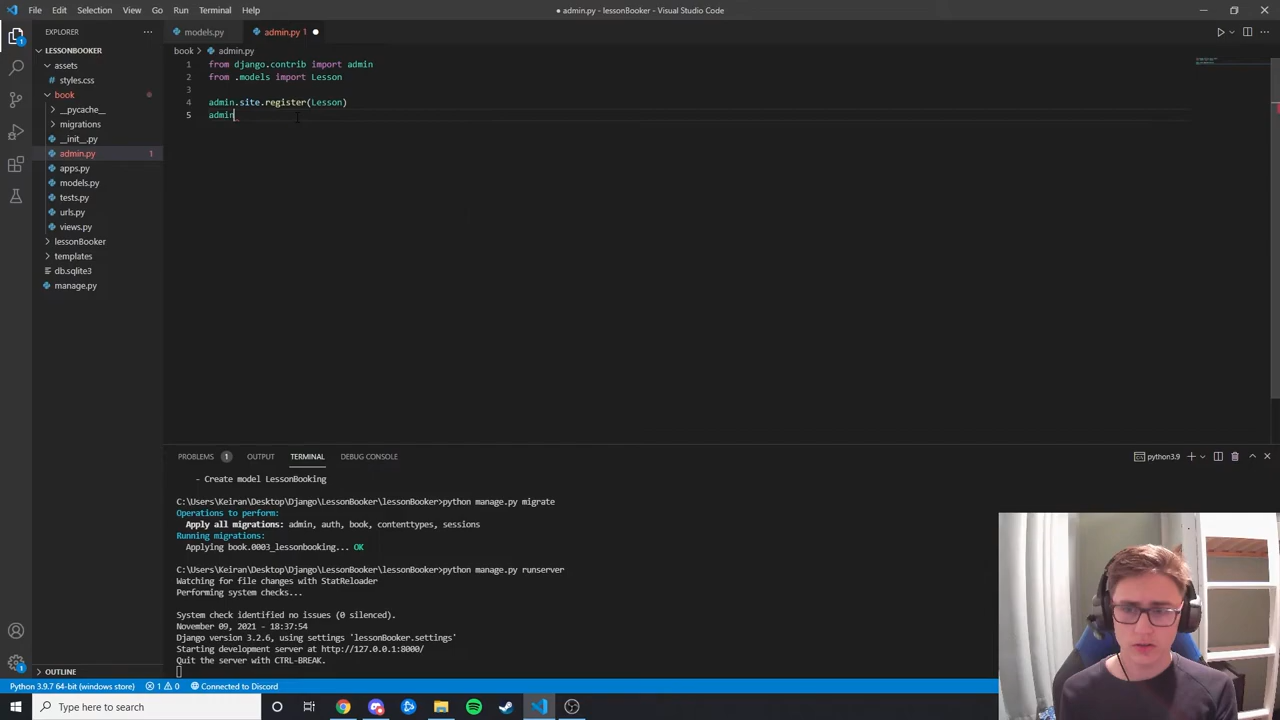 File Edit Selection View Go Run Terminal Help
● admin.py - lessonBooker - Visual Studio Code
EXPLORER
models.py
admin.py 1
LESSONBOOKER
assets
styles.css
book
__pycache__
migrations
__init__.py
admin.py 1
apps.py
models.py
tests.py
urls.py
views.py
lessonBooker
templates
db.sqlite3
manage.py
OUTLINE
book > admin.py
1 from django.contrib import admin
2 from .models import Lesson
3
4 admin.site.register(Lesson)
5 admin
PROBLEMS 1 OUTPUT TERMINAL DEBUG CONSOLE
python3.9
- Create model LessonBooking
C:\Users\Keiran\Desktop\Django\LessonBooker\lessonBooker>python manage.py migrate
Operations to perform:
Apply all migrations: admin, auth, book, contenttypes, sessions
Running migrations:
Applying book.0003_lessonbooking... OK
C:\Users\Keiran\Desktop\Django\LessonBooker\lessonBooker>python manage.py runserver
Watching for file changes with StatReloader
Performing system checks...
System check identified no issues (0 silenced).
November 09, 2021 - 18:37:54
Django version 3.2.6, using settings 'lessonBooker.settings'
Starting development server at http://127.0.0.1:8000/
Quit the server with CTRL-BREAK.
Python 3.9.7 64-bit (windows store) 1 0 Connected to Discord
Type here to search